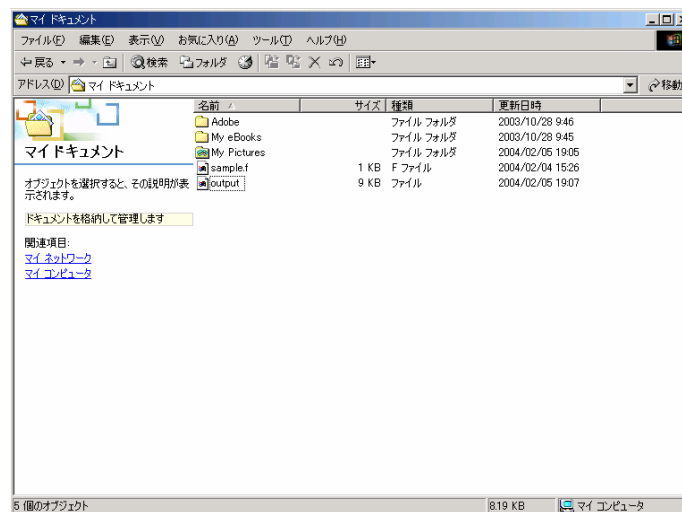 マイ ドキュメント
ファイル(F) 編集(E) 表示(V) お気に入り(A) ツール(T) ヘルプ(H)
戻る 検索 フォルダ
アドレス(D) マイ ドキュメント 移動
名前 サイズ 種類 更新日時
Adobe ファイル フォルダ 2003/10/28 9:46
My eBooks ファイル フォルダ 2003/10/28 9:45
My Pictures ファイル フォルダ 2004/02/05 19:05
sample.f 1 KB F ファイル 2004/02/04 15:26
output 9 KB ファイル 2004/02/05 19:07
マイ ドキュメント
オブジェクトを選択すると、その説明が表
示されます。
ドキュメントを格納して管理します
関連項目:
マイ ネットワーク
マイ コンピュータ
5 個のオブジェクト 8.19 KB マイ コンピュータ